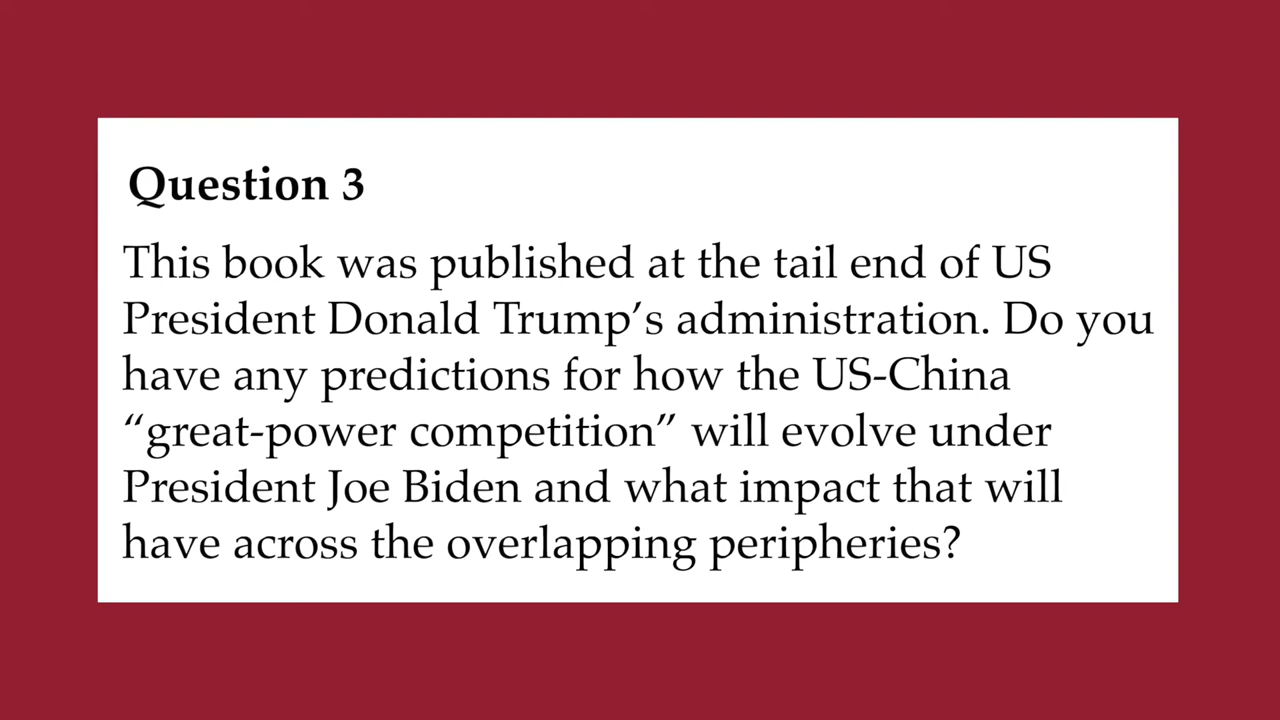 Question 3
This book was published at the tail end of US
President Donald Trump’s administration. Do you
have any predictions for how the US-China
“great-power competition” will evolve under
President Joe Biden and what impact that will
have across the overlapping peripheries?